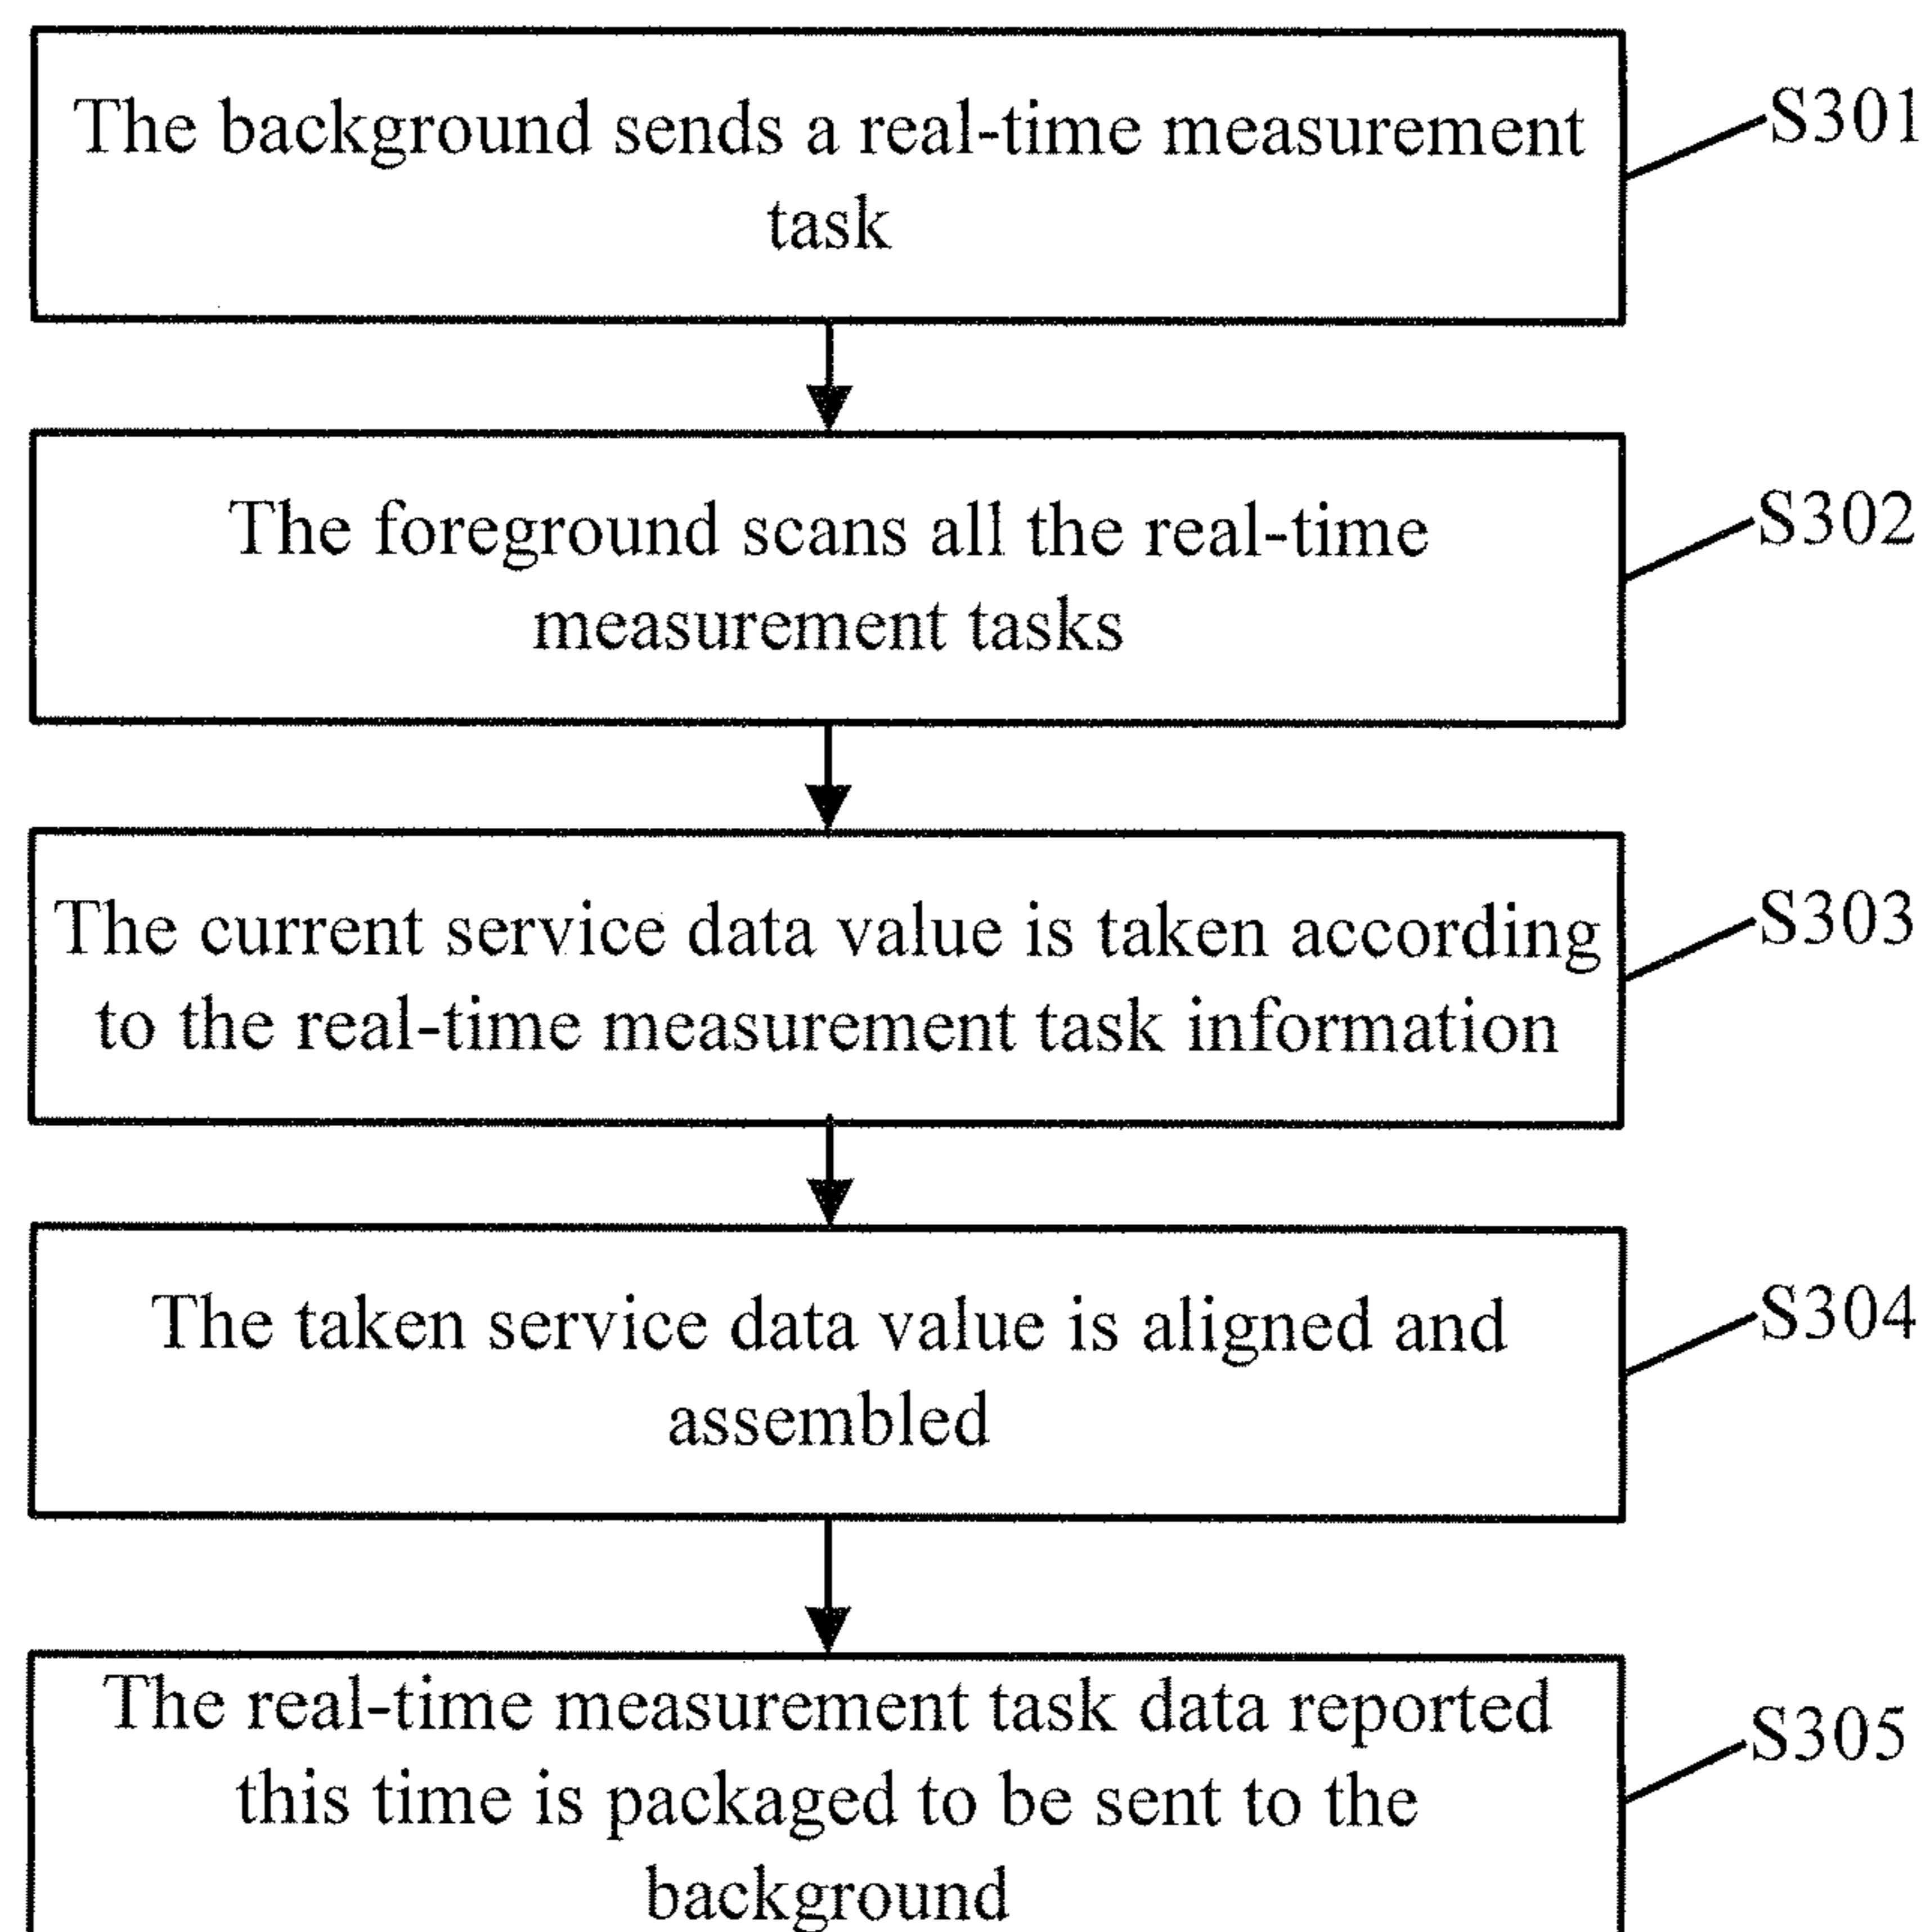 The background sends a real-time measurement
task
S301
The foreground scans all the real-time
measurement tasks
S302
The current service data value is taken according
to the real-time measurement task information
S303
The taken service data value is aligned and
assembled
S304
The real-time measurement task data reported
this time is packaged to be sent to the
background
S305